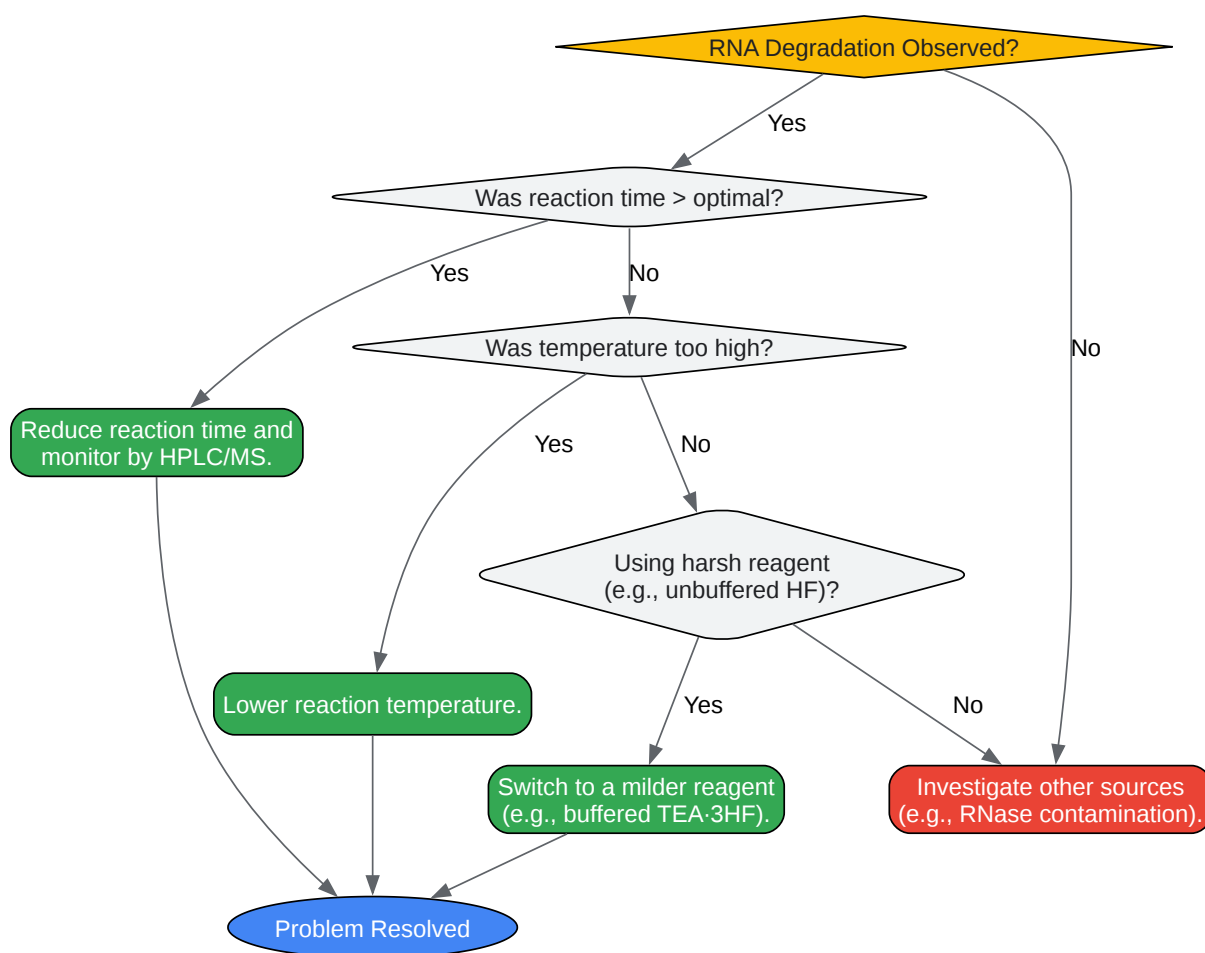 RNA Degradation Observed?
Yes
Was reaction time > optimal?
Yes
No
Was temperature too high?
No
Reduce reaction time and
monitor by HPLC/MS.
Yes
No
Using harsh reagent
(e.g., unbuffered HF)?
Lower reaction temperature.
Yes
No
Switch to a milder reagent
(e.g., buffered TEA·3HF).
Investigate other sources
(e.g., RNase contamination).
Problem Resolved